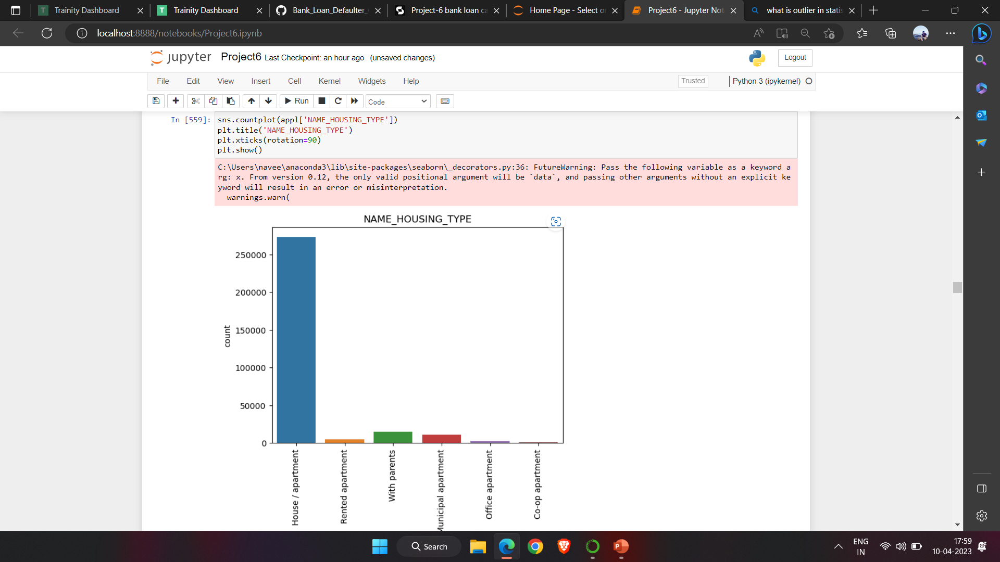 Trainity Dashboard
Trainity Dashboard
Bank_Loan_Defaulter_
Project-6 bank loan ca
Home Page - Select or
Project6 - Jupyter Not
what is outlier in statis
localhost:8888/notebooks/Project6.ipynb
jupyter Project6 Last Checkpoint: an hour ago (unsaved changes)
Logout
File Edit View Insert Cell Kernel Widgets Help
Trusted
Python 3 (ipykernel)
Run
Code
In [559]:
sns.countplot(appl['NAME_HOUSING_TYPE'])
plt.title('NAME_HOUSING_TYPE')
plt.xticks(rotation=90)
plt.show()
C:\Users\navee\anaconda3\lib\site-packages\seaborn\_decorators.py:36: FutureWarning: Pass the following variable as a keyword a
rg: x. From version 0.12, the only valid positional argument will be `data`, and passing other arguments without an explicit ke
yword will result in an error or misinterpretation.
warnings.warn(
NAME_HOUSING_TYPE
250000
200000
150000
100000
50000
0
count
House / apartment
Rented apartment
With parents
Municipal apartment
Office apartment
Co-op apartment
Search
ENG
IN
17:59
10-04-2023